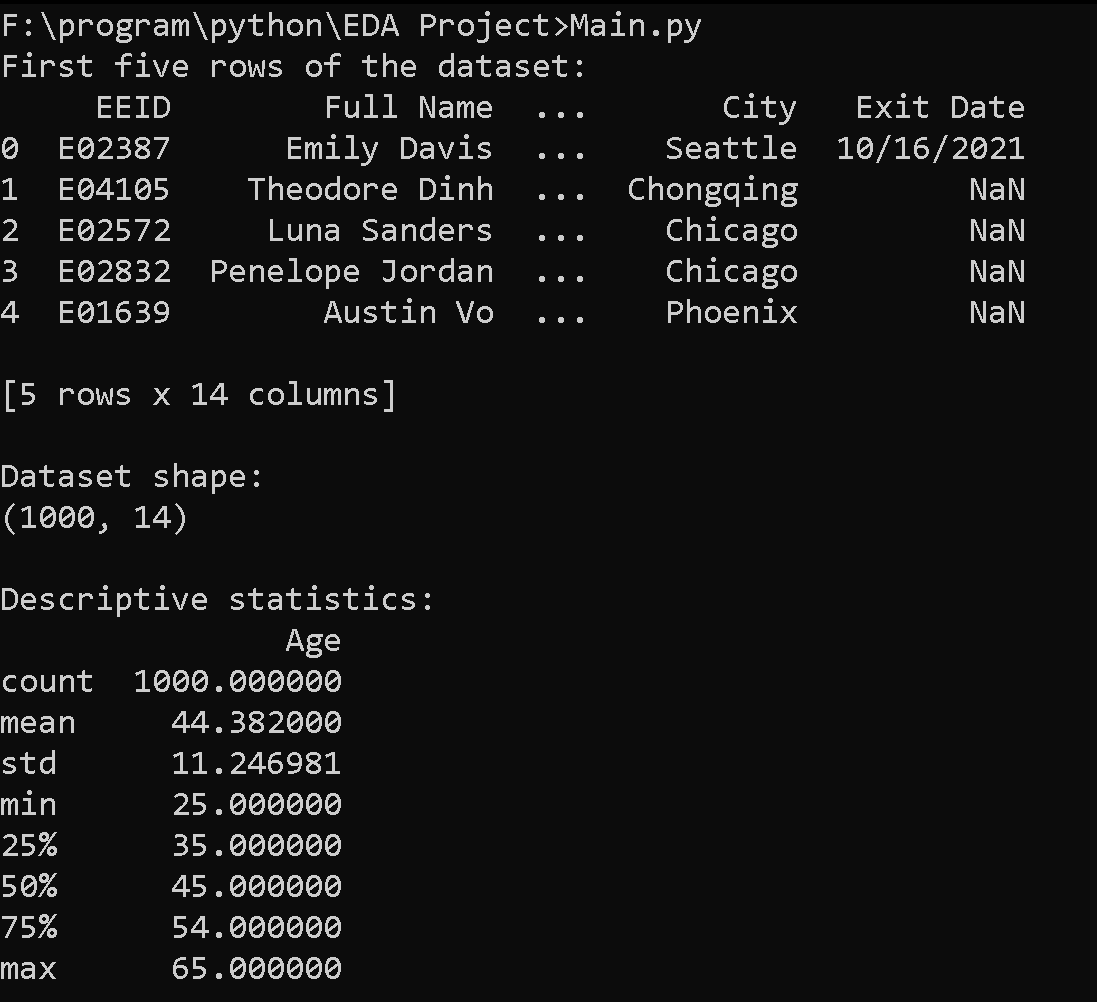 F:\program\python\EDA Project>Main.py
First five rows of the dataset:
     EEID        Full Name  ...       City   Exit Date
0  E02387      Emily Davis  ...    Seattle  10/16/2021
1  E04105    Theodore Dinh  ...  Chongqing         NaN
2  E02572     Luna Sanders  ...    Chicago         NaN
3  E02832  Penelope Jordan  ...    Chicago         NaN
4  E01639        Austin Vo  ...    Phoenix         NaN

[5 rows x 14 columns]

Dataset shape:
(1000, 14)

Descriptive statistics:
               Age
count  1000.000000
mean     44.382000
std      11.246981
min      25.000000
25%      35.000000
50%      45.000000
75%      54.000000
max      65.000000